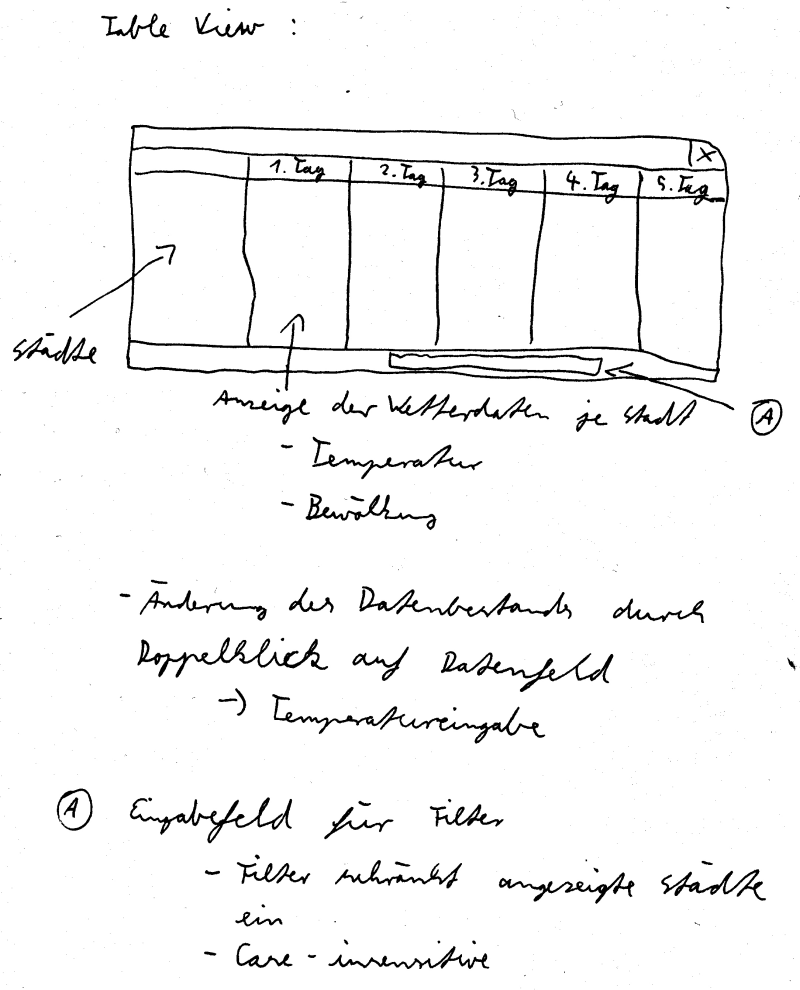 Table View :
X
1. Tag 2. Tag 3. Tag 4. Tag 5. Tag
Städte
Anzeige der Wetterdaten je Stadt
A
- Temperatur
- Bewölkung
- Änderung des Datenbestands durch
Doppelklick auf Datenfeld
-> Temperatureingabe
A Eingabefeld für Filter
- Filter schränkt angezeigte Städte
ein
- Case-insensitive